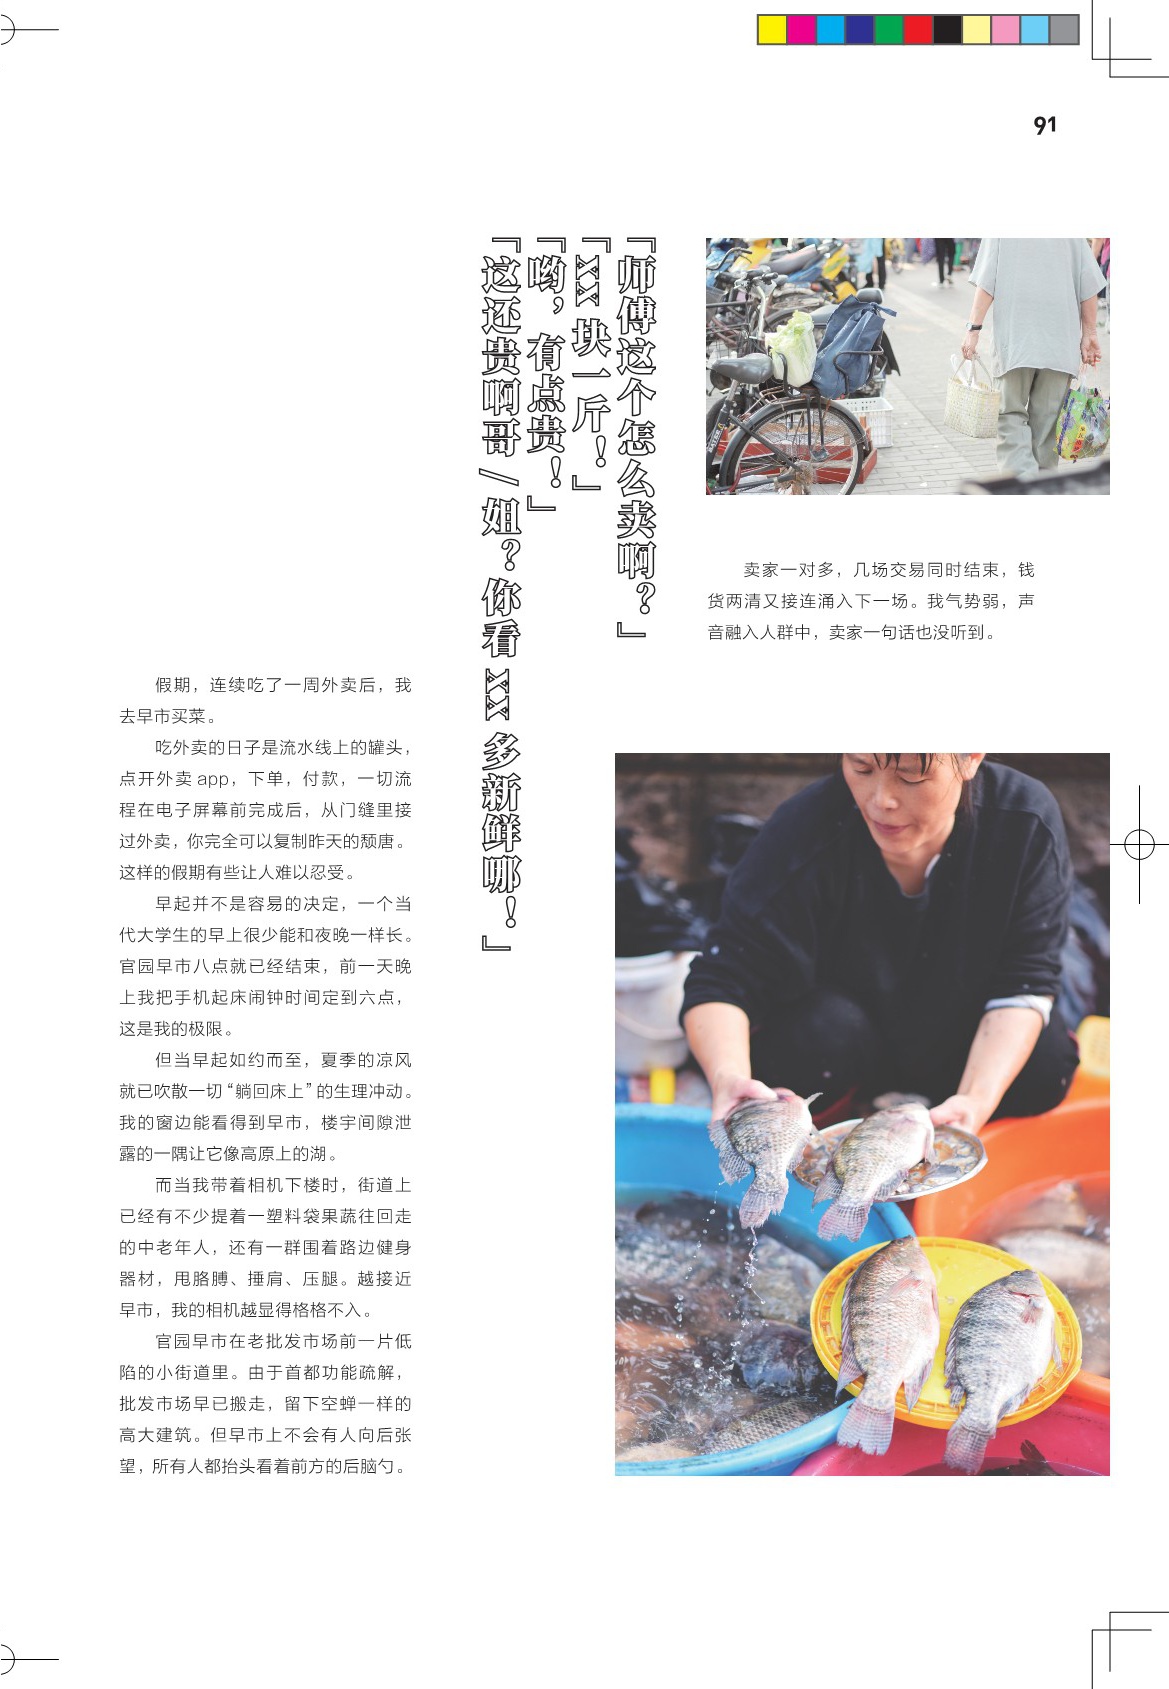 91
『师傅这个怎么卖啊？』
『XX 块一斤！』
『哟，有点贵！』
『这还贵啊哥 / 姐？你看 XX 多新鲜哪！』
卖家一对多，几场交易同时结束，钱
货两清又接连涌入下一场。我气势弱，声
音融入人群中，卖家一句话也没听到。
假期，连续吃了一周外卖后，我
去早市买菜。
吃外卖的日子是流水线上的罐头，
点开外卖 app，下单，付款，一切流
程在电子屏幕前完成后，从门缝里接
过外卖，你完全可以复制昨天的颓唐。
这样的假期有些让人难以忍受。
早起并不是容易的决定，一个当
代大学生的早上很少能和夜晚一样长。
官园早市八点就已经结束，前一天晚
上我把手机起床闹钟时间定到六点，
这是我的极限。
但当早起如约而至，夏季的凉风
就已吹散一切“躺回床上”的生理冲动。
我的窗边能看得到早市，楼宇间隙泄
露的一隅让它像高原上的湖。
而当我带着相机下楼时，街道上
已经有不少提着一塑料袋果蔬往回走
的中老年人，还有一群围着路边健身
器材，甩胳膊、捶肩、压腿。越接近
早市，我的相机越显得格格不入。
官园早市在老批发市场前一片低
陷的小街道里。由于首都功能疏解，
批发市场早已搬走，留下空蝉一样的
高大建筑。但早市上不会有人向后张
望，所有人都抬头看着前方的后脑勺。